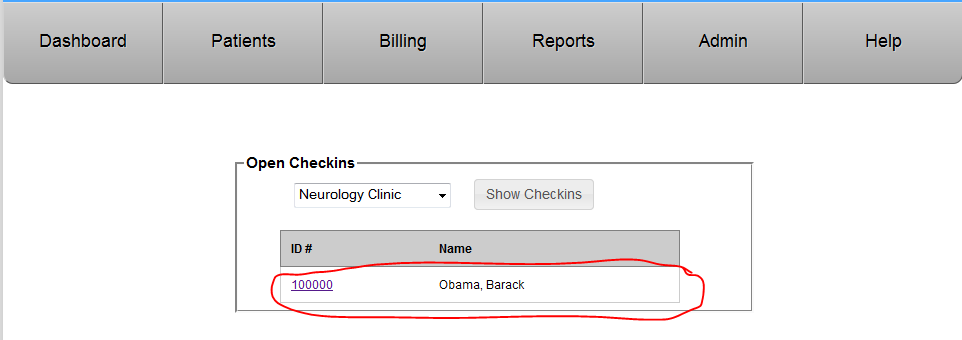 Dashboard Patients Billing Reports Admin Help
Open Checkins
Neurology Clinic Show Checkins
ID # Name
100000 Obama, Barack